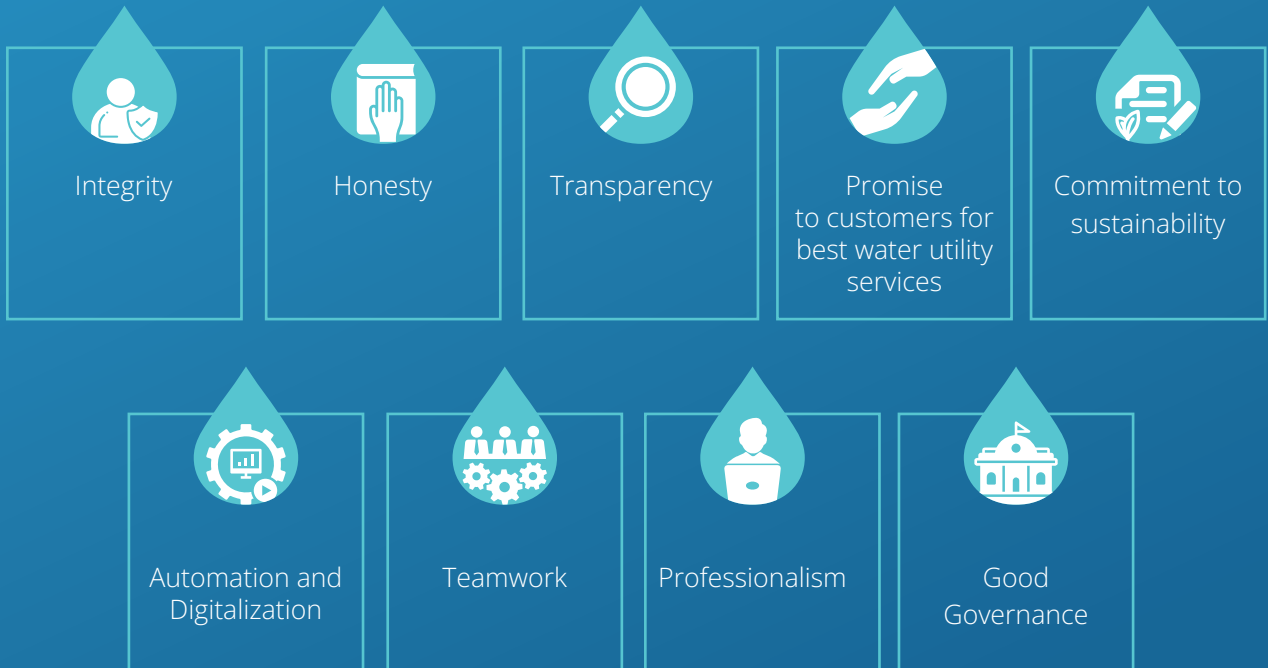 Integrity
Honesty
Transparency
Promise
to customers for
best water utility
services
Commitment to
sustainability
Automation and
Digitalization
Teamwork
Professionalism
Good
Governance